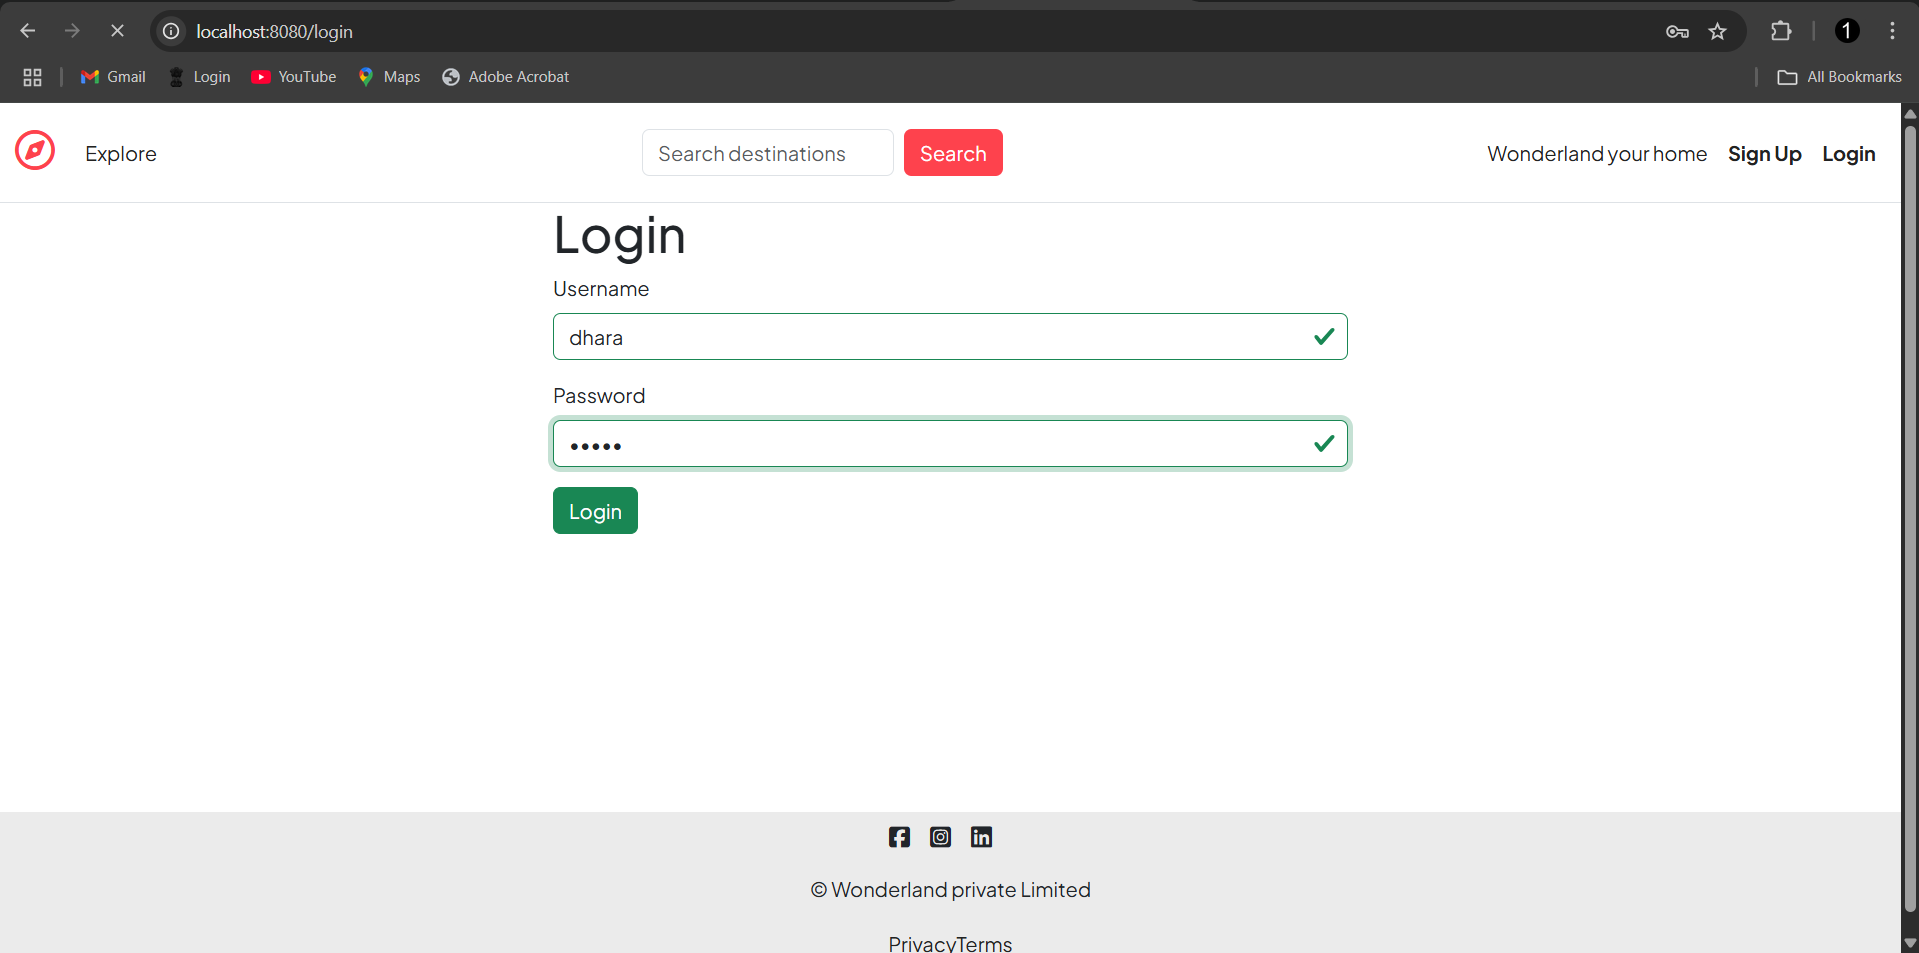 localhost:8080/login
1
Gmail Login YouTube Maps Adobe Acrobat All Bookmarks
Explore Search destinations Search Wonderland your home Sign Up Login
Login
Username
dhara
Password
•••••
Login
© Wonderland private Limited
PrivacyTerms